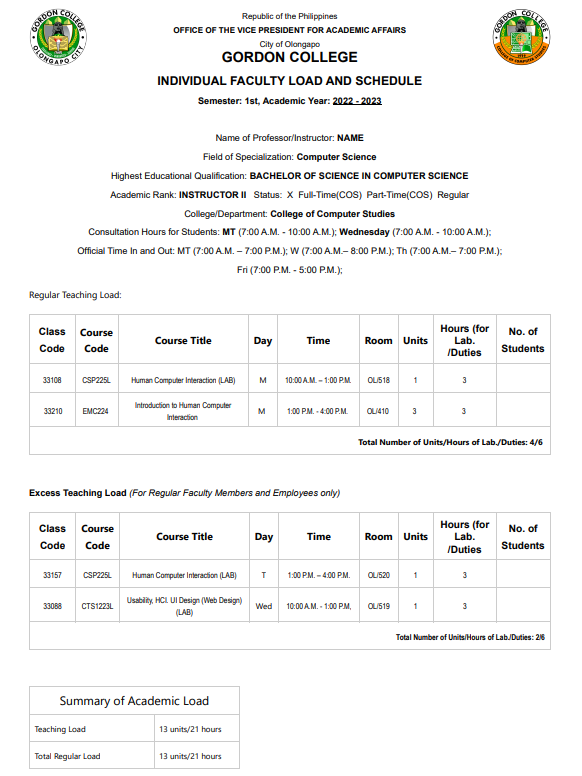 GORDON COLLEGE
OLONGAPO CITY
GORDON COLLEGE
Republic of the Philippines
OFFICE OF THE VICE PRESIDENT FOR ACADEMIC AFFAIRS
City of Olongapo
GORDON COLLEGE
INDIVIDUAL FACULTY LOAD AND SCHEDULE
Semester: 1st, Academic Year: 2022 - 2023
Name of Professor/Instructor: NAME
Field of Specialization: Computer Science
Highest Educational Qualification: BACHELOR OF SCIENCE IN COMPUTER SCIENCE
Academic Rank: INSTRUCTOR II Status: X Full-Time(COS) Part-Time(COS) Regular
College/Department: College of Computer Studies
Consultation Hours for Students: MT (7:00 A.M. - 10:00 A.M.); Wednesday (7:00 A.M. - 10:00 A.M.);
Official Time In and Out: MT (7:00 A.M. – 7:00 P.M.); W (7:00 A.M.– 8:00 P.M.); Th (7:00 A.M.– 7:00 P.M.);
Fri (7:00 P.M. - 5:00 P.M.);
Regular Teaching Load:
Class Code Course Code Course Title Day Time Room Units Hours (for Lab. /Duties No. of Students
33108 CSP225L Human Computer Interaction (LAB) M 10:00 A.M. – 1:00 P.M. OL/518 1 3
33210 EMC224 Introduction to Human Computer Interaction M 1:00 P.M. - 4:00 P.M. OL/410 3 3
Total Number of Units/Hours of Lab./Duties: 4/6
Excess Teaching Load (For Regular Faculty Members and Employees only)
Class Code Course Code Course Title Day Time Room Units Hours (for Lab. /Duties No. of Students
33157 CSP225L Human Computer Interaction (LAB) T 1:00 P.M. – 4:00 P.M. OL/520 1 3
33088 CTS1223L Usability, HCI. UI Design (Web Design) (LAB) Wed 10:00 A.M. - 1:00 P.M, OL/519 1 3
Total Number of Units/Hours of Lab./Duties: 2/6
Summary of Academic Load
Teaching Load 13 units/21 hours
Total Regular Load 13 units/21 hours